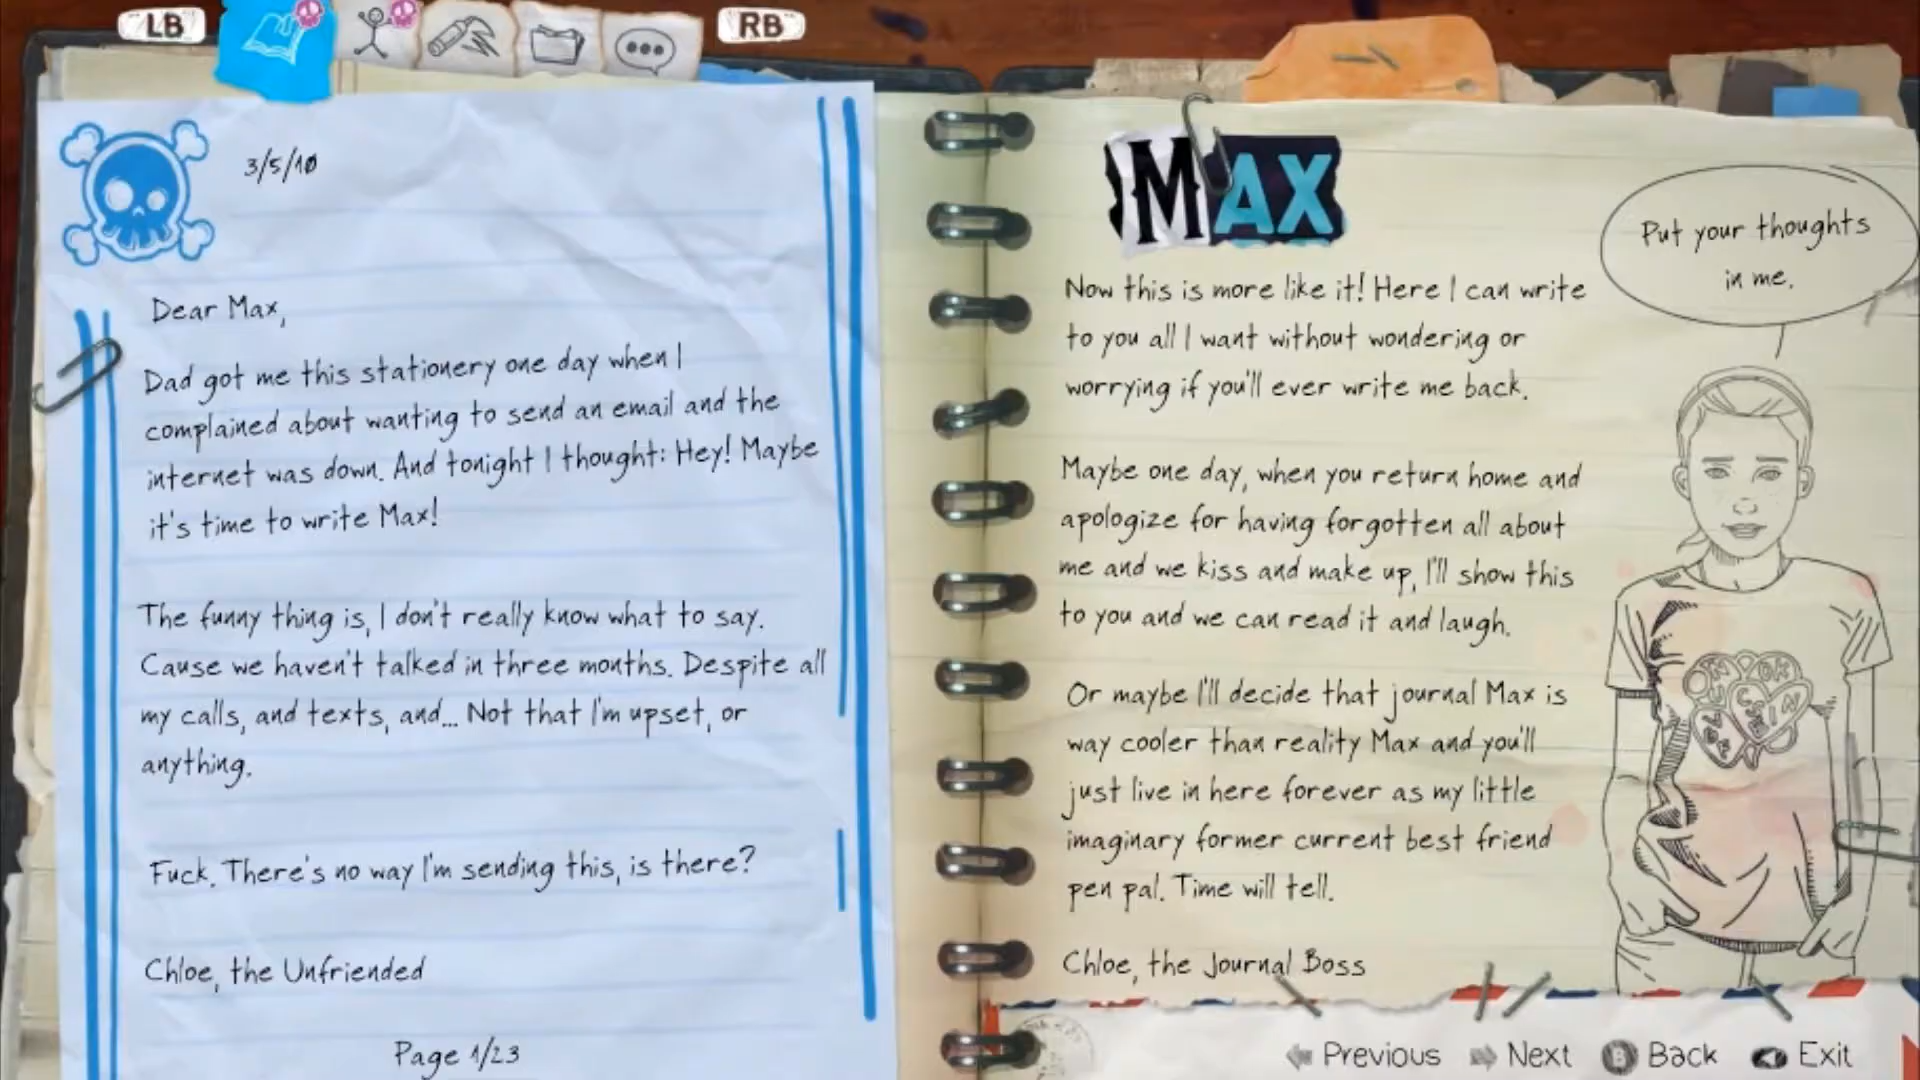 LB
RB
3/5/10
Dear Max,
Dad got me this stationery one day when I
complained about wanting to send an email and the
internet was down. And tonight I thought: Hey! Maybe
it's time to write Max!
The funny thing is, I don't really know what to say.
Cause we haven't talked in three months. Despite all
my calls, and texts, and... Not that I'm upset, or
anything.
Fuck. There's no way I'm sending this, is there?
Chloe, the Unfriended
Page 1/23
MAX
Put your thoughts
in me.
Now this is more like it! Here I can write
to you all I want without wondering or
worrying if you'll ever write me back.
Maybe one day, when you return home and
apologize for having forgotten all about
me and we kiss and make up, I'll show this
to you and we can read it and laugh.
Or maybe I'll decide that journal Max is
way cooler than reality Max and you'll
just live in here forever as my little
imaginary former current best friend
pen pal. Time will tell.
Chloe, the Journal Boss
Previous Next B Back Exit